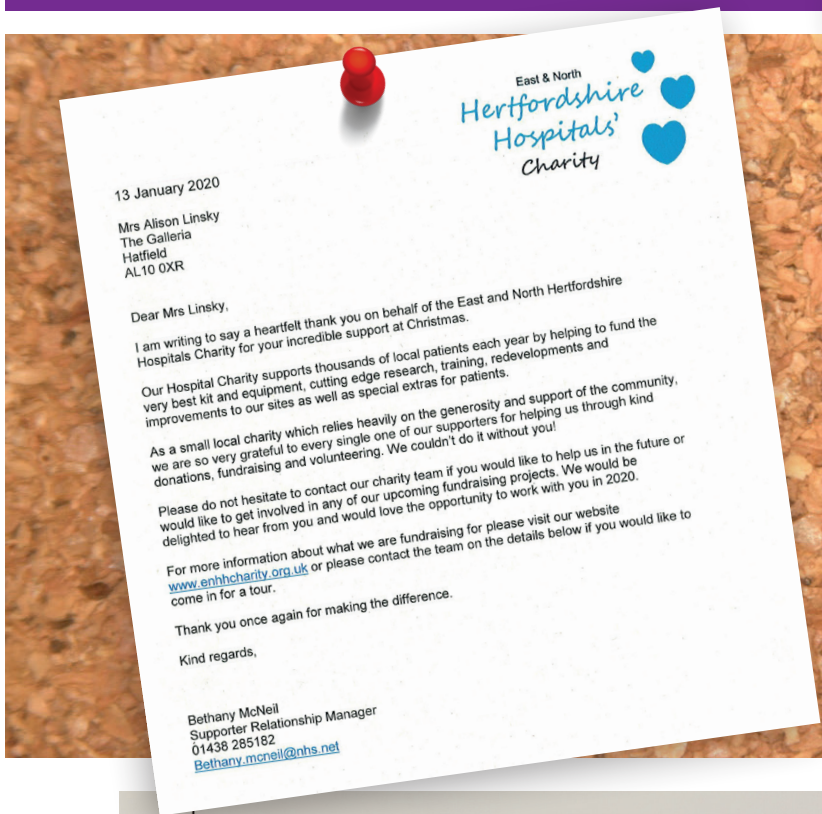 East & North
Hertfordshire
Hospitals'
Charity
13 January 2020
Mrs Alison Linsky
The Galleria
Hatfield
AL10 0XR
Dear Mrs Linsky,
I am writing to say a heartfelt thank you on behalf of the East and North Hertfordshire
Hospitals Charity for your incredible support at Christmas.
Our Hospital Charity supports thousands of local patients each year by helping to fund the
very best kit and equipment, cutting edge research, training, redevelopments and
improvements to our sites as well as special extras for patients.
As a small local charity which relies heavily on the generosity and support of the community,
we are so very grateful to every single one of our supporters for helping us through kind
donations, fundraising and volunteering. We couldn't do it without you!
Please do not hesitate to contact our charity team if you would like to help us in the future or
would like to get involved in any of our upcoming fundraising projects. We would be
delighted to hear from you and would love the opportunity to work with you in 2020.
For more information about what we are fundraising for please visit our website
www.enhhcharity.org.uk or please contact the team on the details below if you would like to
come in for a tour.
Thank you once again for making the difference.
Kind regards,
Bethany McNeil
Supporter Relationship Manager
01438 285182
Bethany.mcneil@nhs.net